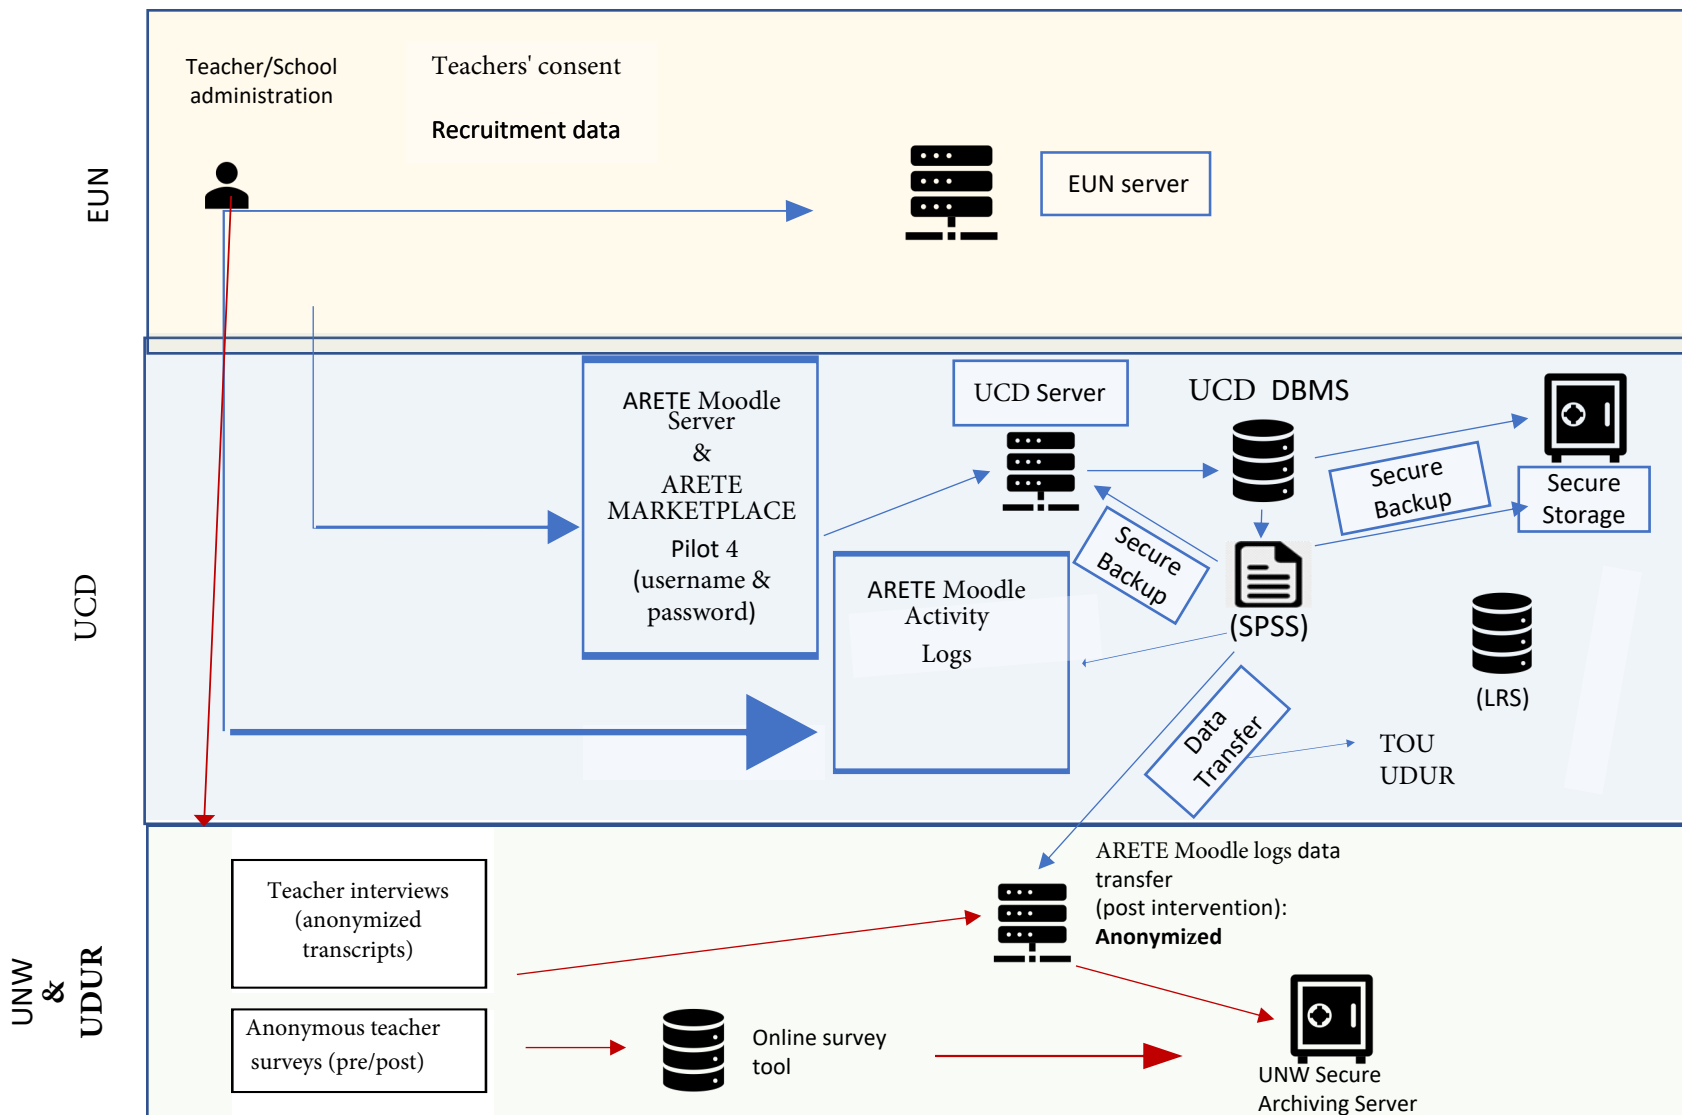 EUN
Teacher/School
administration
Teachers' consent
Recruitment data
EUN server
UCD
ARETE Moodle
Server
&
ARETE
MARKETPLACE
Pilot 4
(username &
password)
UCD Server
UCD DBMS
Secure
Backup
Secure
Storage
Secure
Backup
ARETE Moodle
Activity
Logs
(SPSS)
(LRS)
Data
Transfer
TOU
UDUR
UNW
&
UDUR
Teacher interviews
(anonymized
transcripts)
ARETE Moodle logs data
transfer
(post intervention):
Anonymized
Anonymous teacher
surveys (pre/post)
Online survey
tool
UNW Secure
Archiving Server